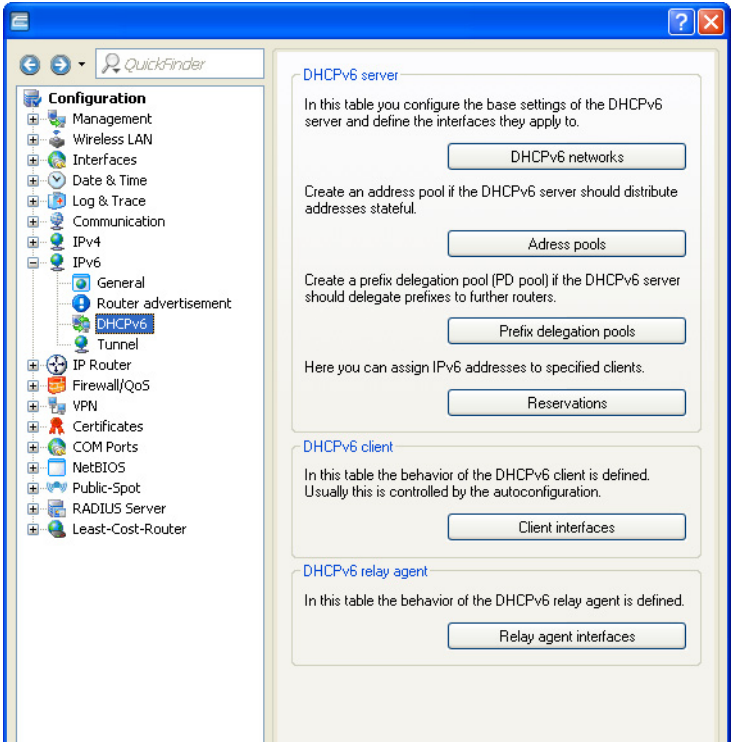 QuickFinder
Configuration
Management
Wireless LAN
Interfaces
Date & Time
Log & Trace
Communication
IPv4
IPv6
General
Router advertisement
DHCPv6
Tunnel
IP Router
Firewall/QoS
VPN
Certificates
COM Ports
NetBIOS
Public-Spot
RADIUS Server
Least-Cost-Router
DHCPv6 server
In this table you configure the base settings of the DHCPv6
server and define the interfaces they apply to.
DHCPv6 networks
Create an address pool if the DHCPv6 server should distribute
addresses stateful.
Adress pools
Create a prefix delegation pool (PD pool) if the DHCPv6 server
should delegate prefixes to further routers.
Prefix delegation pools
Here you can assign IPv6 addresses to specified clients.
Reservations
DHCPv6 client
In this table the behavior of the DHCPv6 client is defined.
Usually this is controlled by the autoconfiguration.
Client interfaces
DHCPv6 relay agent
In this table the behavior of the DHCPv6 relay agent is defined.
Relay agent interfaces